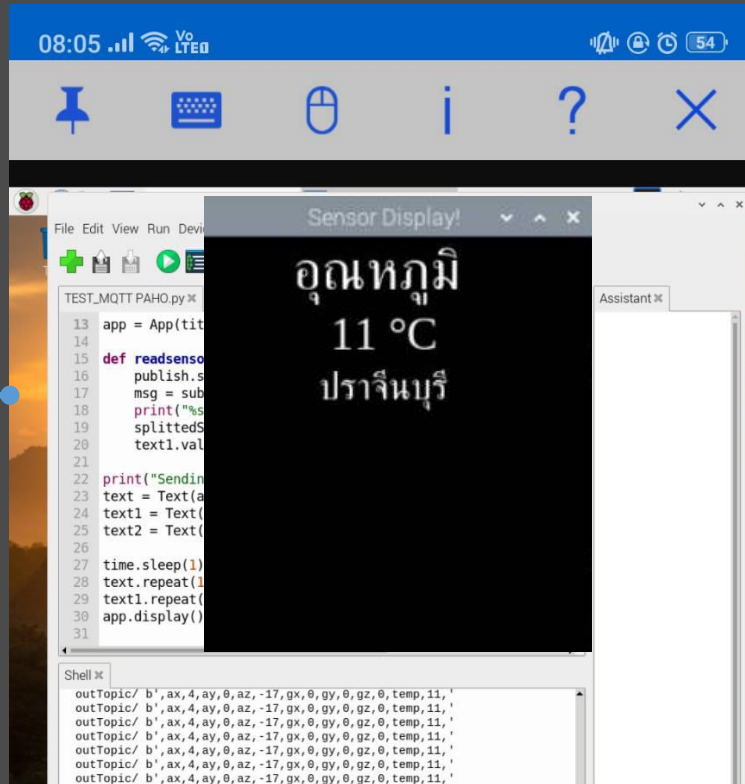 08:05
Vo
LTE
54
Sensor Display!
อุณหภูมิ
11 °C
ปราจีนบุรี
File Edit View Run Devi
TEST_MQTT PAHO.py
Assistant
13 app = App(tit
14
15 def readsenso
16 publish.s
17 msg = sub
18 print("%s
19 splittedS
20 text1.val
21
22 print("Sendin
23 text = Text(a
24 text1 = Text(
25 text2 = Text(
26
27 time.sleep(1)
28 text.repeat(1
29 text1.repeat(
30 app.display()
31
Shell
outTopic/ b',ax,4,ay,0,az,-17,gx,0,gy,0,gz,0,temp,11,'
outTopic/ b',ax,4,ay,0,az,-17,gx,0,gy,0,gz,0,temp,11,'
outTopic/ b',ax,4,ay,0,az,-17,gx,0,gy,0,gz,0,temp,11,'
outTopic/ b',ax,4,ay,0,az,-17,gx,0,gy,0,gz,0,temp,11,'
outTopic/ b',ax,4,ay,0,az,-17,gx,0,gy,0,gz,0,temp,11,'
outTopic/ b',ax,4,ay,0,az,-17,gx,0,gy,0,gz,0,temp,11,'
outTopic/ b',ax,4,ay,0,az,-17,gx,0,gy,0,gz,0,temp,11,'